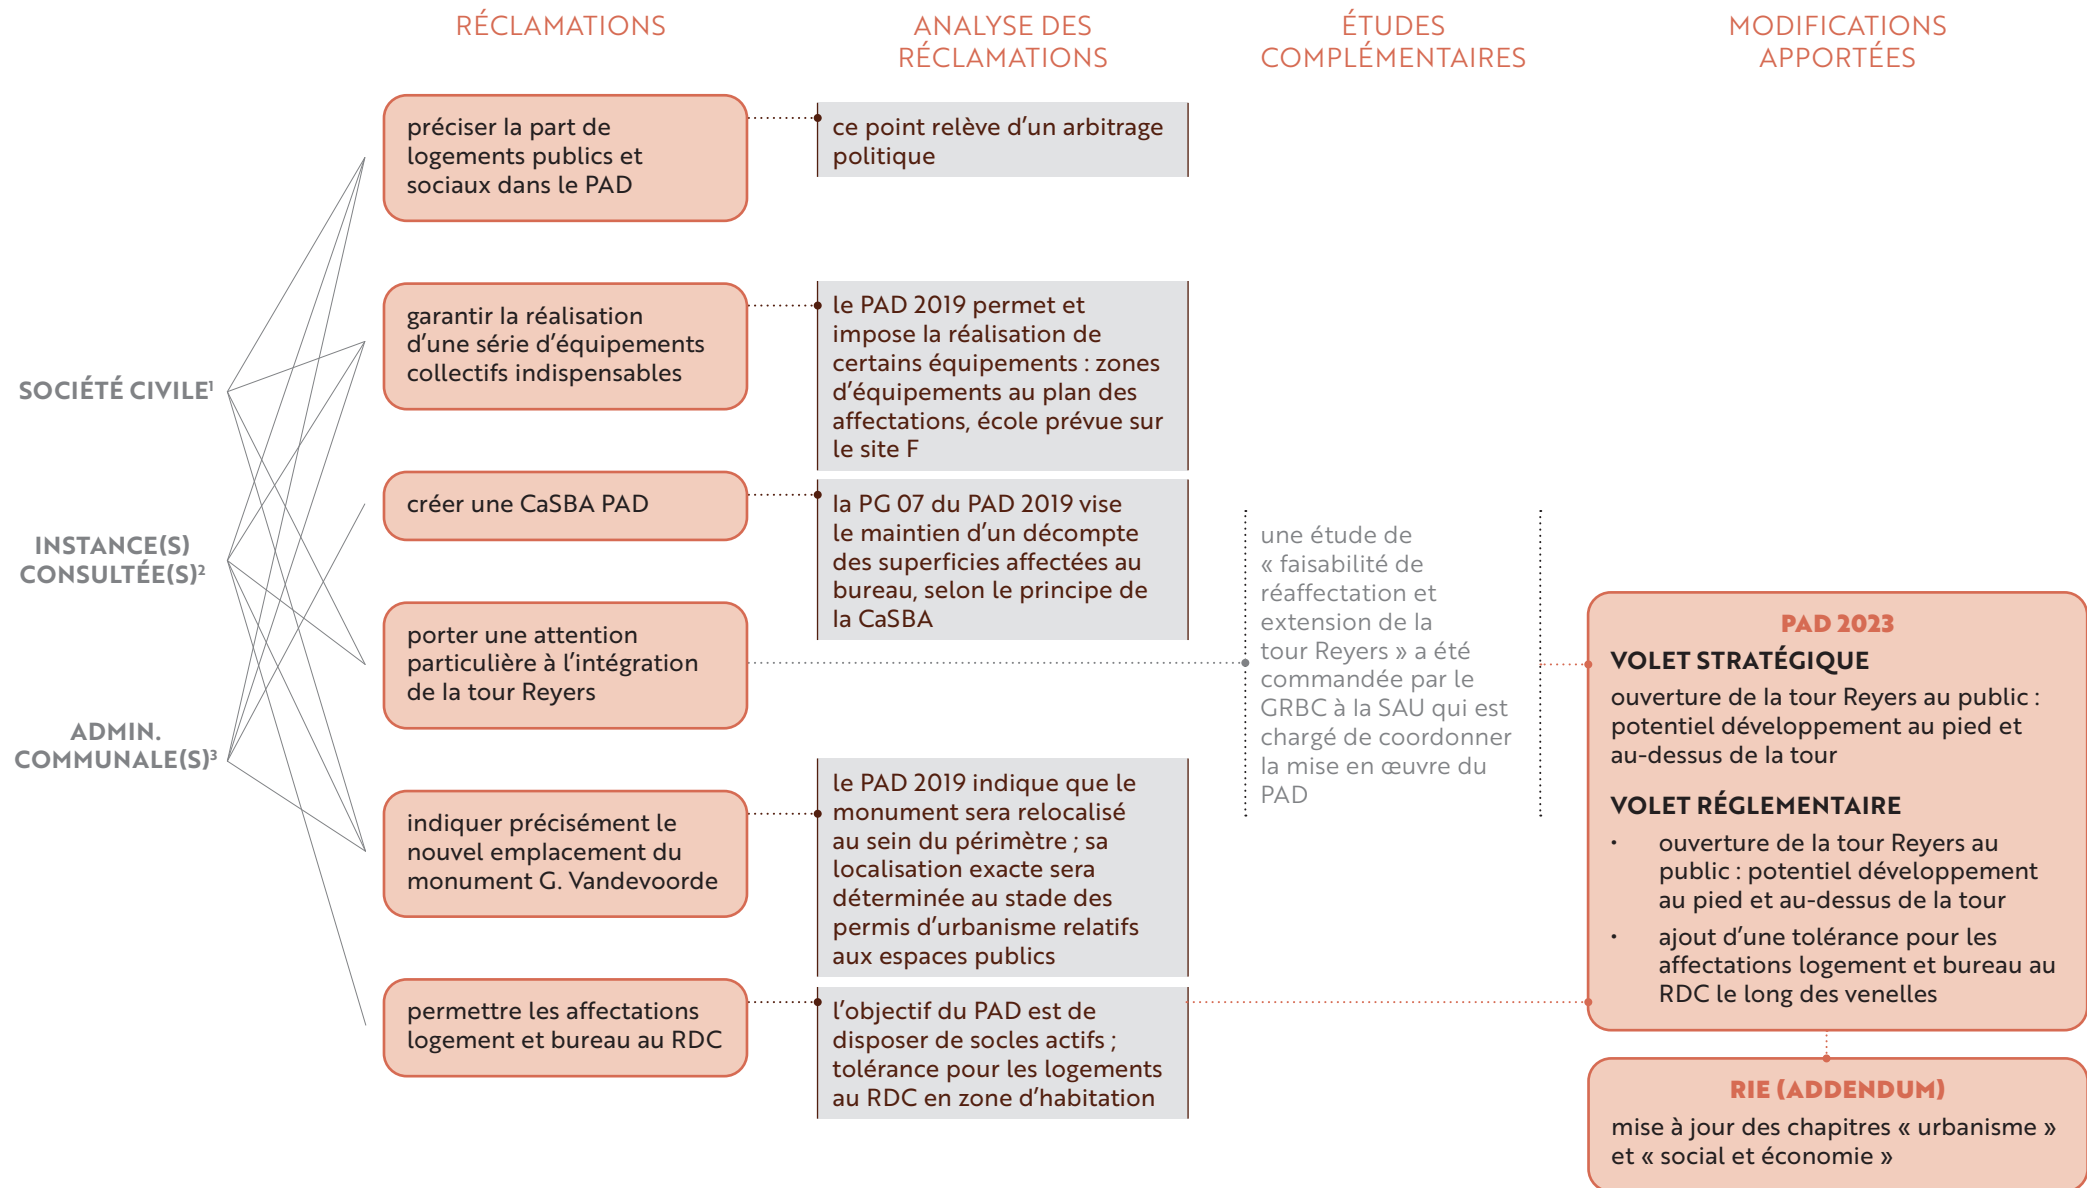 RÉCLAMATIONS
ANALYSE DES
RÉCLAMATIONS
ÉTUDES
COMPLÉMENTAIRES
MODIFICATIONS
APPORTÉES
SOCIÉTÉ CIVILE¹
INSTANCE(S)
CONSULTÉE(S)²
ADMIN.
COMMUNALE(S)³
préciser la part de
logements publics et
sociaux dans le PAD
ce point relève d’un arbitrage
politique
garantir la réalisation
d’une série d’équipements
collectifs indispensables
le PAD 2019 permet et
impose la réalisation de
certains équipements : zones
d’équipements au plan des
affectations, école prévue sur
le site F
créer une CaSBA PAD
la PG 07 du PAD 2019 vise
le maintien d’un décompte
des superficies affectées au
bureau, selon le principe de
la CaSBA
porter une attention
particulière à l’intégration
de la tour Reyers
une étude de
« faisabilité de
réaffectation et
extension de la
tour Reyers » a été
commandée par le
GRBC à la SAU qui est
chargé de coordonner
la mise en œuvre du
PAD
indiquer précisément le
nouvel emplacement du
monument G. Vandevoorde
le PAD 2019 indique que le
monument sera relocalisé
au sein du périmètre ; sa
localisation exacte sera
déterminée au stade des
permis d’urbanisme relatifs
aux espaces publics
permettre les affectations
logement et bureau au RDC
l’objectif du PAD est de
disposer de socles actifs ;
tolérance pour les logements
au RDC en zone d’habitation
PAD 2023
VOLET STRATÉGIQUE
ouverture de la tour Reyers au public :
potentiel développement au pied et
au-dessus de la tour
VOLET RÉGLEMENTAIRE
• ouverture de la tour Reyers au
public : potentiel développement
au pied et au-dessus de la tour
• ajout d’une tolérance pour les
affectations logement et bureau au
RDC le long des venelles
RIE (ADDENDUM)
mise à jour des chapitres « urbanisme »
et « social et économie »